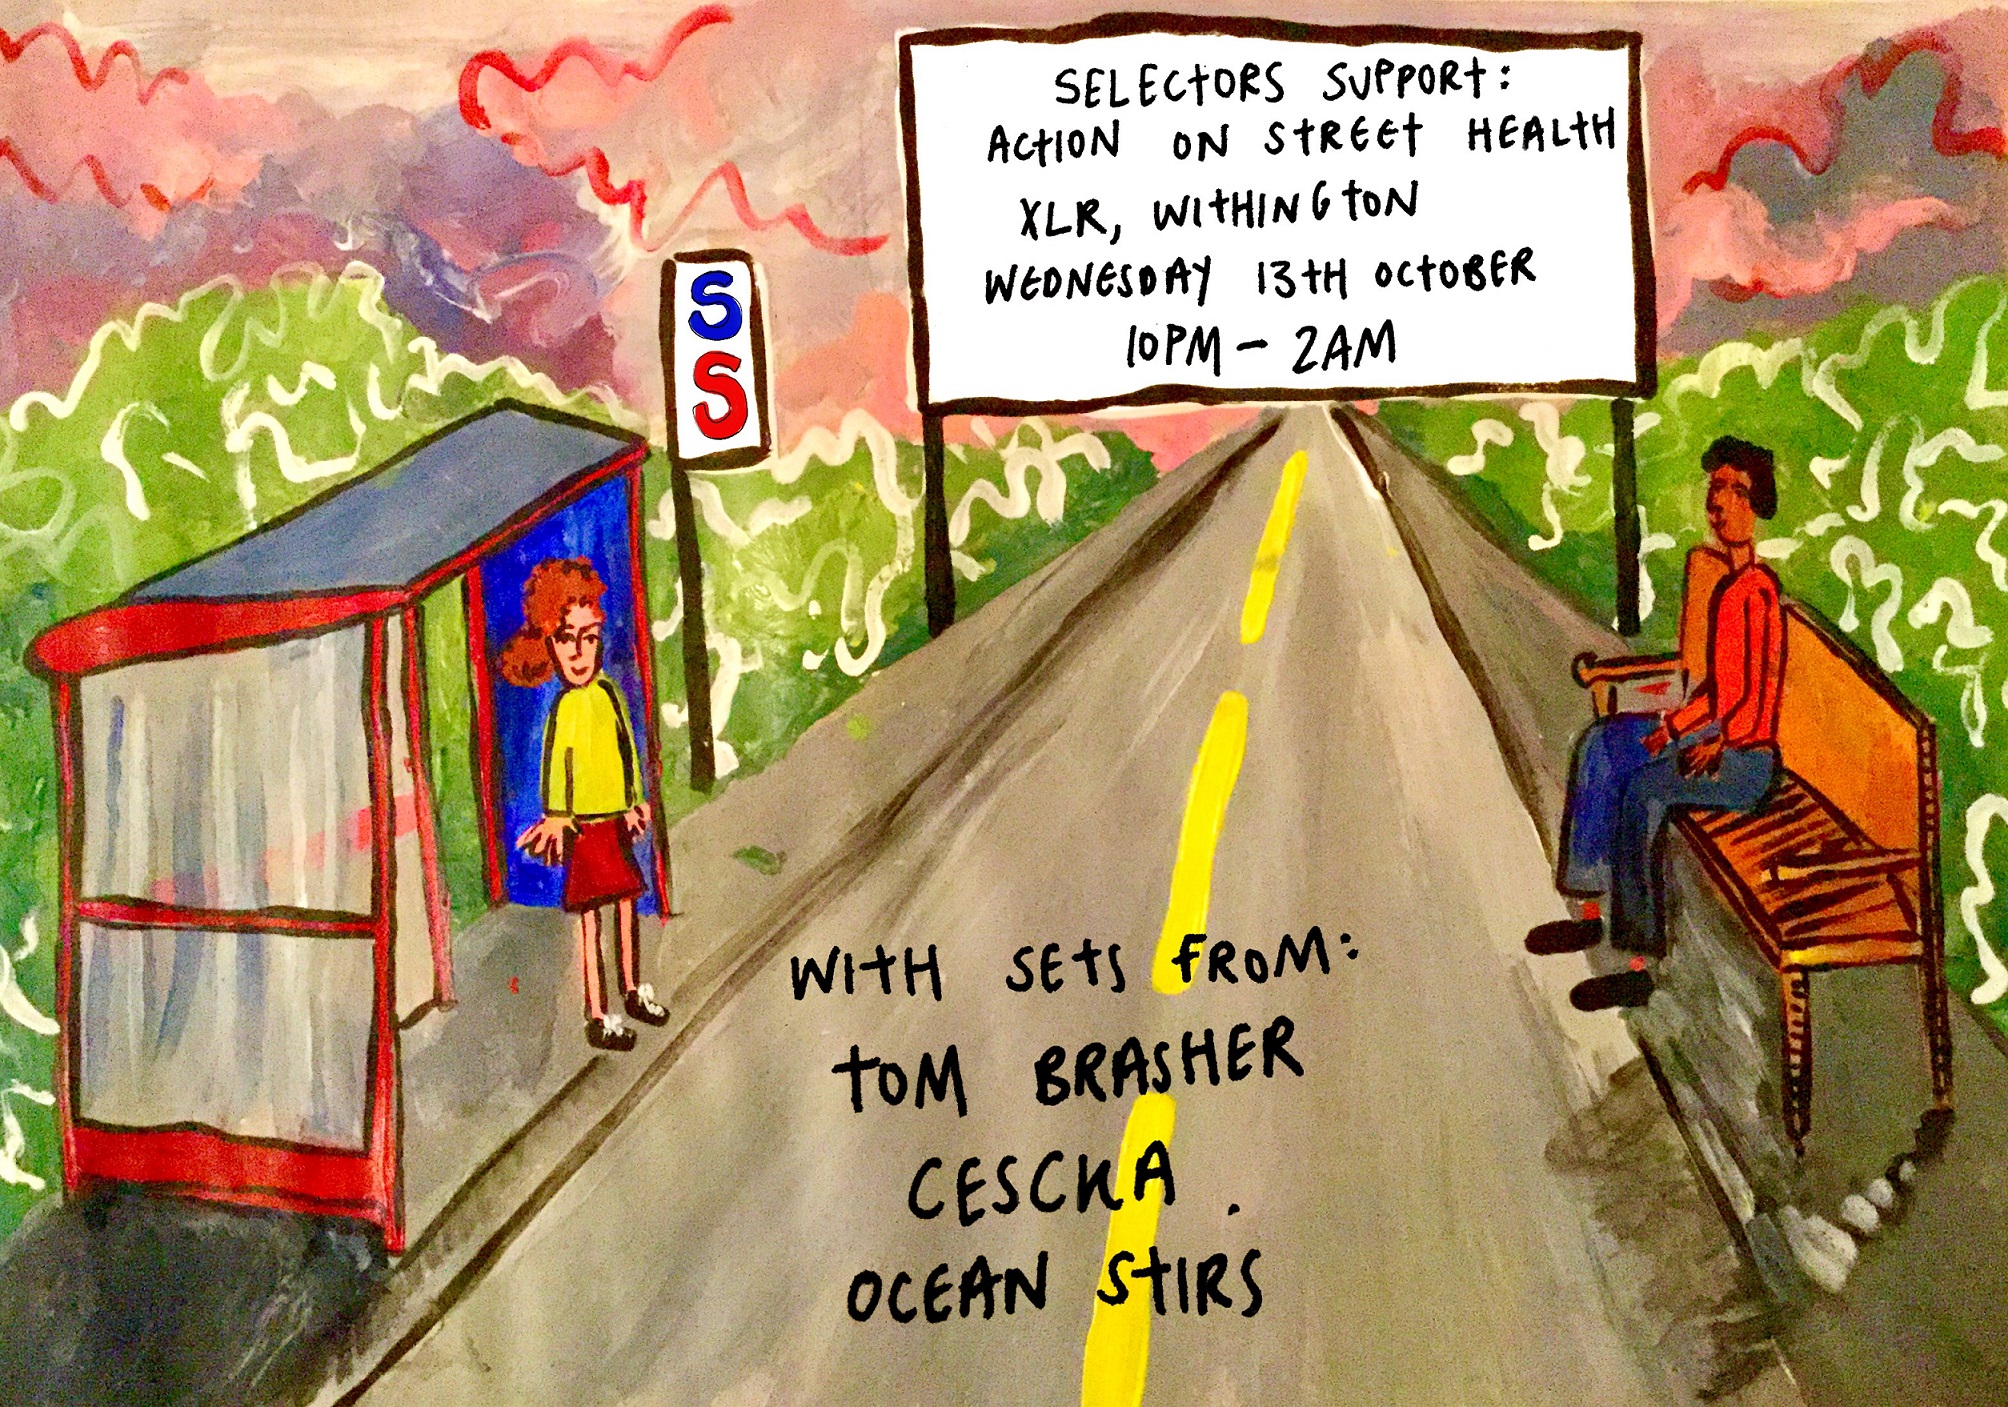 SELECTORS SUPPORT:
ACTION ON STREET HEALTH
XLR, WITHINGTON
WEDNESDAY 13TH OCTOBER
10PM - 2AM
S
S
WITH SETS FROM:
TOM BRASHER
CESCKA
OCEAN STIRS